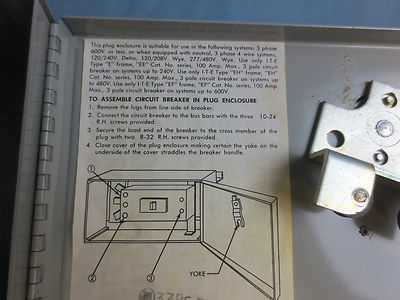 This plug enclosure is suitable for use in the following systems: 3 phase
600V. or less, or when equipped with neutral, 3 phase 4 wire systems,
120/240V. Delta, 120/208V. Wye, 277/480V. Wye. Use only I-T-E
Type "E" frame, "EE" Cat. No. series, 100 Amp. Max., 3 pole circuit
breaker on systems up to 240V. Use only I-T-E Type "EH" frame, "EH"
Cat. No. series, 100 Amp. Max., 3 pole circuit breaker on systems up
to 480V. Use only I-T-E Type "EF" frame, "EF" Cat. No. series, 100 Amp.
Max., 3 pole circuit breaker on systems up to 600V.
TO ASSEMBLE CIRCUIT BREAKER IN PLUG ENCLOSURE
1. Remove the lugs from line side of breaker.
2. Connect the circuit breaker to the bus bars with the three 10-24
R.H. screws provided.
3. Secure the load end of the breaker to the cross member of the
plug with two 8-32 R.H. screws provided.
4. Close cover of the plug enclosure making certain the yoke on the
underside of the cover straddles the breaker handle.
1
2
3
YOKE